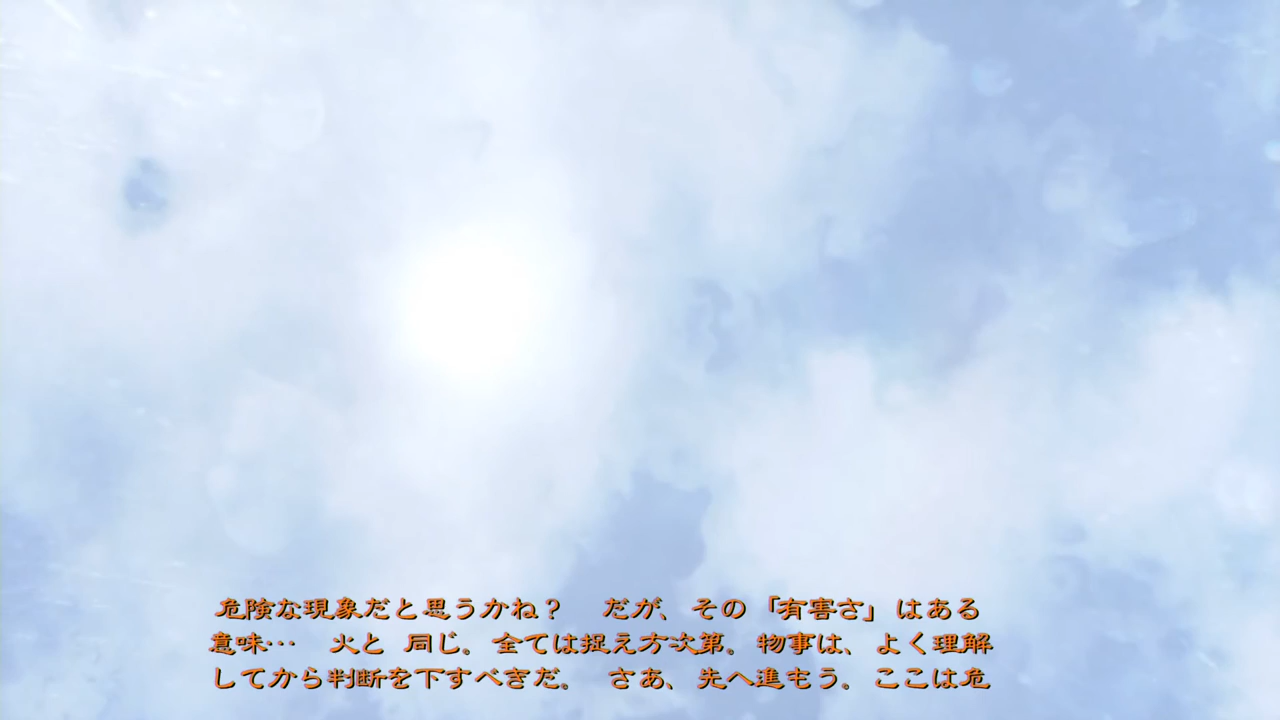 危険な現象だと思うかね？　だが、その「有害さ」はある
意味…　火と 同じ。全ては捉え方次第。物事は、よく理解
してから判断を下すべきだ。　さあ、先へ進もう。ここは危